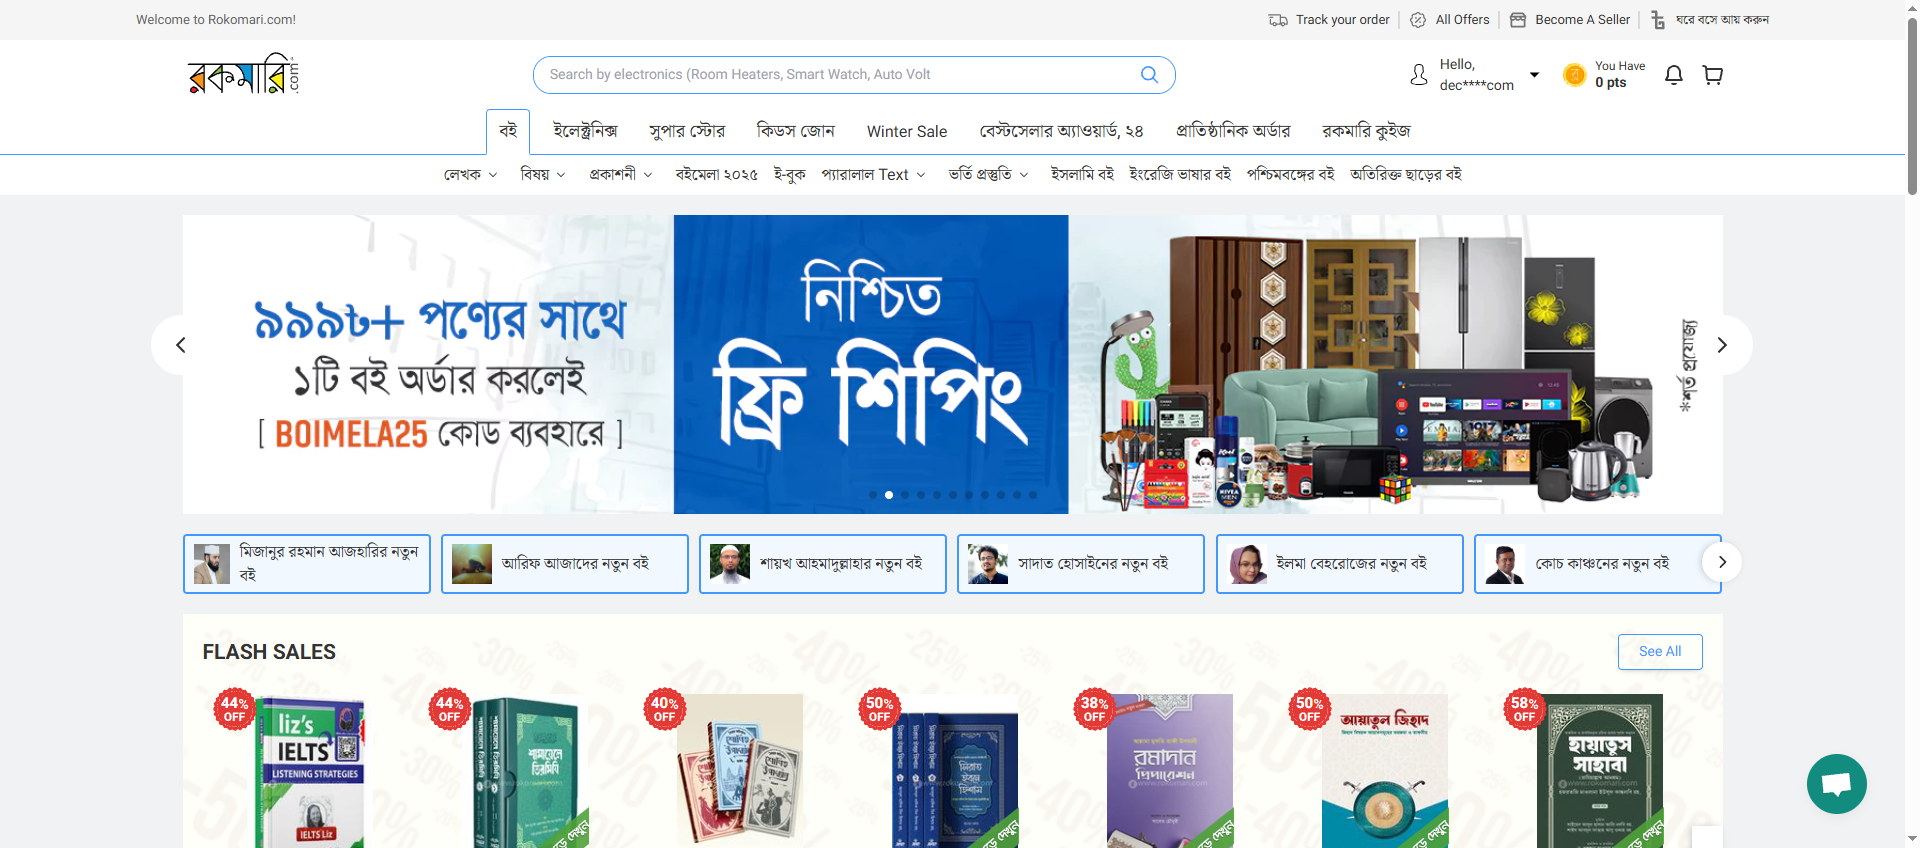 Welcome to Rokomari.com!
Track your order
All Offers
Become A Seller
ঘরে বসে আয় করুন
রকমারি.com
Search by electronics (Room Heaters, Smart Watch, Auto Volt
Hello,
dec****com
You Have
0 pts
বই
ইলেক্ট্রনিক্স
সুপার স্টোর
কিডস জোন
Winter Sale
বেস্টসেলার অ্যাওয়ার্ড, ২৪
প্রাতিষ্ঠানিক অর্ডার
রকমারি কুইজ
লেখক
বিষয়
প্রকাশনী
বইমেলা ২০২৫
ই-বুক
প্যারালাল Text
ভর্তি প্রস্তুতি
ইসলামি বই
ইংরেজি ভাষার বই
পশ্চিমবঙ্গের বই
অতিরিক্ত ছাড়ের বই
৯৯৯৳+ পণ্যের সাথে
১টি বই অর্ডার করলেই
[ BOIMELA25 কোড ব্যবহারে ]
নিশ্চিত
ফ্রি শিপিং
*শর্ত প্রযোজ্য
মিজানুর রহমান আজহারির নতুন
বই
আরিফ আজাদের নতুন বই
শায়খ আহমাদুল্লাহার নতুন বই
সাদাত হোসাইনের নতুন বই
ইলমা বেহরোজের নতুন বই
কোচ কাঞ্চনের নতুন বই
FLASH SALES
See All
44%
OFF
liz's
IELTS
LISTENING STRATEGIES
IELTS Liz
44%
OFF
শামায়েলে
তিরমিযি
40%
OFF
50%
OFF
সিরাত
ইবন
হিশাম
38%
OFF
রমাদান
প্রিপারেশন
50%
OFF
আয়াতুল জিহাদ
58%
OFF
হায়াতুস
সাহাবা